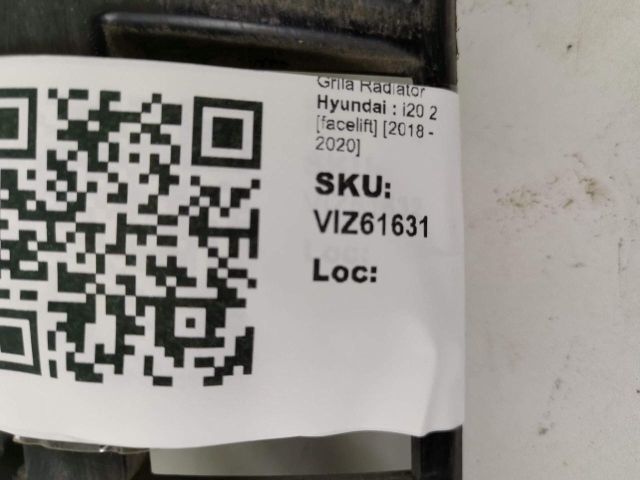 Grila Radiator
Hyundai : i20 2
[facelift] [2018 -
2020]
SKU:
VIZ61631
Loc: